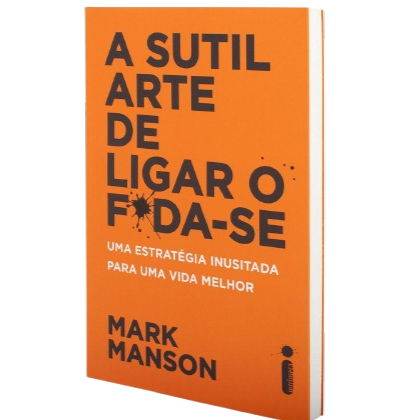 A SUTIL
ARTE
DE
LIGAR O
F*DA-SE
UMA ESTRATÉGIA INUSITADA
PARA UMA VIDA MELHOR
MARK
MANSON